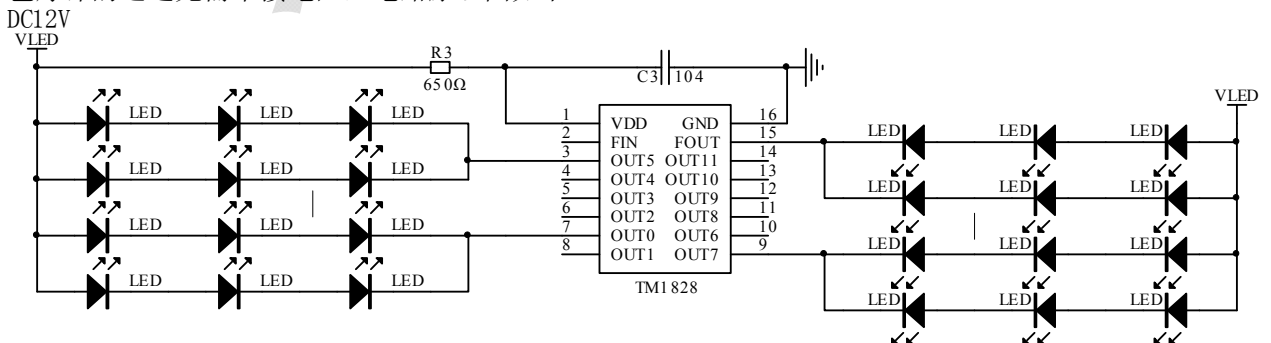 DC12V
VLED
R3
650Ω
C3 104
VLED
LED LED LED
LED LED LED
LED LED LED
LED LED LED
1 VDD GND 16
2 FIN FOUT 15
3 OUT5 OUT11 14
4 OUT4 OUT10 13
5 OUT3 OUT9 12
6 OUT2 OUT8 11
7 OUT0 OUT6 10
8 OUT1 OUT7 9
TM1828
LED LED LED
LED LED LED
LED LED LED
LED LED LED